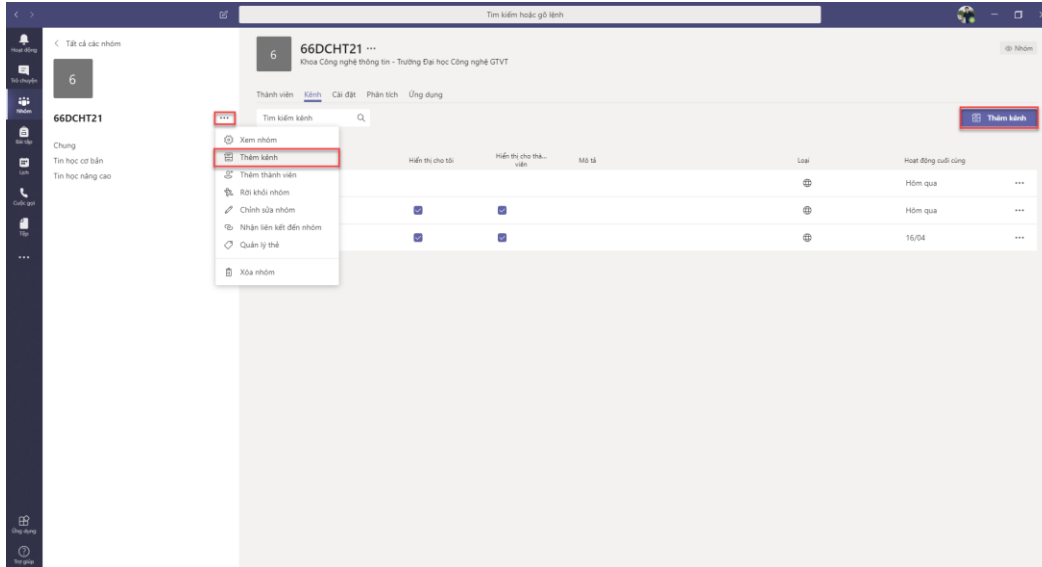 Tìm kiếm hoặc gõ lệnh
Hoạt động
Trò chuyện
Nhóm
Bài tập
Lịch
Cuộc gọi
Tệp
Ứng dụng
Trợ giúp
Tất cả các nhóm
6
66DCHT21
Chung
Tin học cơ bản
Tin học nâng cao
Xem nhóm
Thêm kênh
Thêm thành viên
Rời khỏi nhóm
Chỉnh sửa nhóm
Nhận liên kết đến nhóm
Quản lý thẻ
Xóa nhóm
6
66DCHT21 ...
Khoa Công nghệ thông tin - Trường Đại học Công nghệ GTVT
Nhóm
Thành viên Kênh Cài đặt Phân tích Ứng dụng
Tìm kiếm kênh
Thêm kênh
Hiển thị cho tôi
Hiển thị cho thà...
viên
Mô tả
Loại
Hoạt động cuối cùng
Hôm qua
Hôm qua
16/04